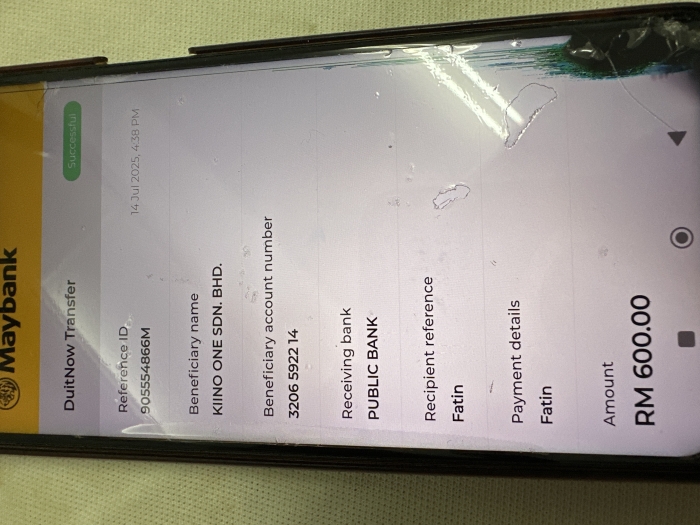 Maybank
DuitNow Transfer
Successful
Reference ID
905554866M
14 Jul 2025, 4:38 PM
Beneficiary name
KIINO ONE SDN. BHD.
Beneficiary account number
3206 5922 14
Receiving bank
PUBLIC BANK
Recipient reference
Fatin
Payment details
Fatin
Amount
RM 600.00